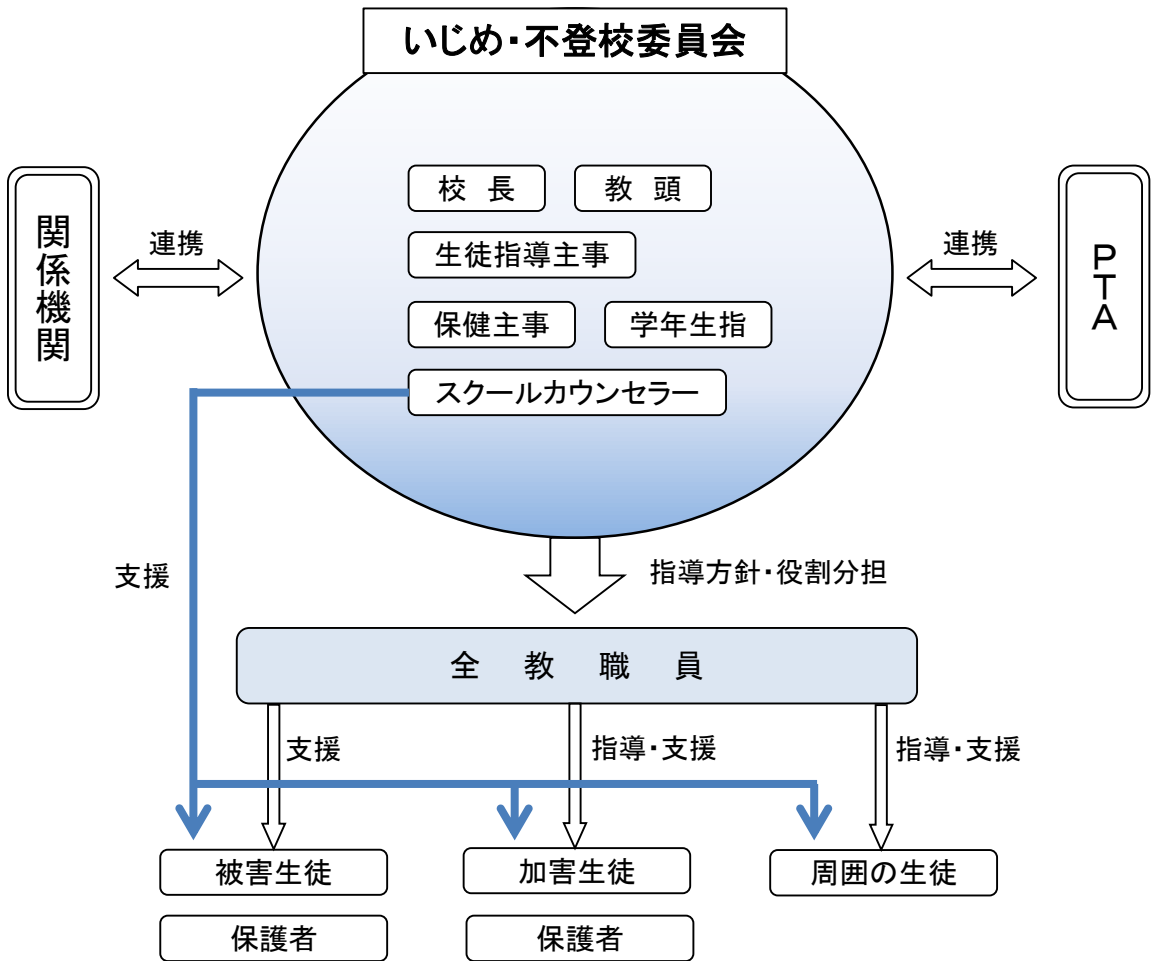 いじめ・不登校委員会
校 長
教 頭
関係機関
連携
生徒指導主事
連携
PTA
保健主事
学年生指
スクールカウンセラー
支援
指導方針・役割分担
全 教 職 員
支援
指導・支援
指導・支援
被害生徒
加害生徒
周囲の生徒
保護者
保護者